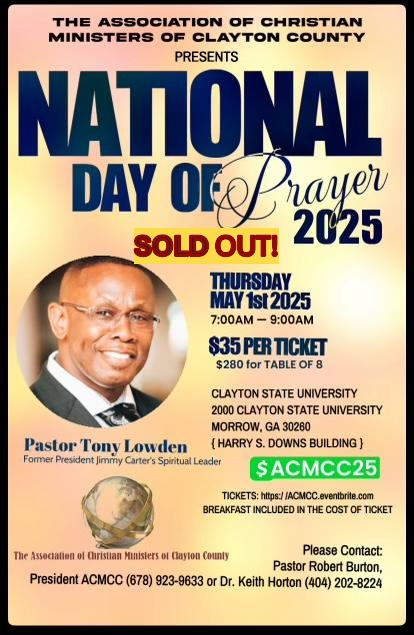 THE ASSOCIATION OF CHRISTIAN
MINISTERS OF CLAYTON COUNTY
PRESENTS
NATIONAL
DAY OF Prayer
2025
SOLD OUT!
THURSDAY
MAY 1st 2025
7:00AM — 9:00AM
$35 PER TICKET
$280 for TABLE OF 8
CLAYTON STATE UNIVERSITY
2000 CLAYTON STATE UNIVERSITY
MORROW, GA 30260
{ HARRY S. DOWNS BUILDING }
Pastor Tony Lowden
Former President Jimmy Carter's Spiritual Leader
$ACMCC25
TICKETS: https://ACMCC.eventbrite.com
BREAKFAST INCLUDED IN THE COST OF TICKET
The Association of Christian Ministers of Clayton County
Please Contact:
Pastor Robert Burton,
President ACMCC (678) 923-9633 or Dr. Keith Horton (404) 202-8224